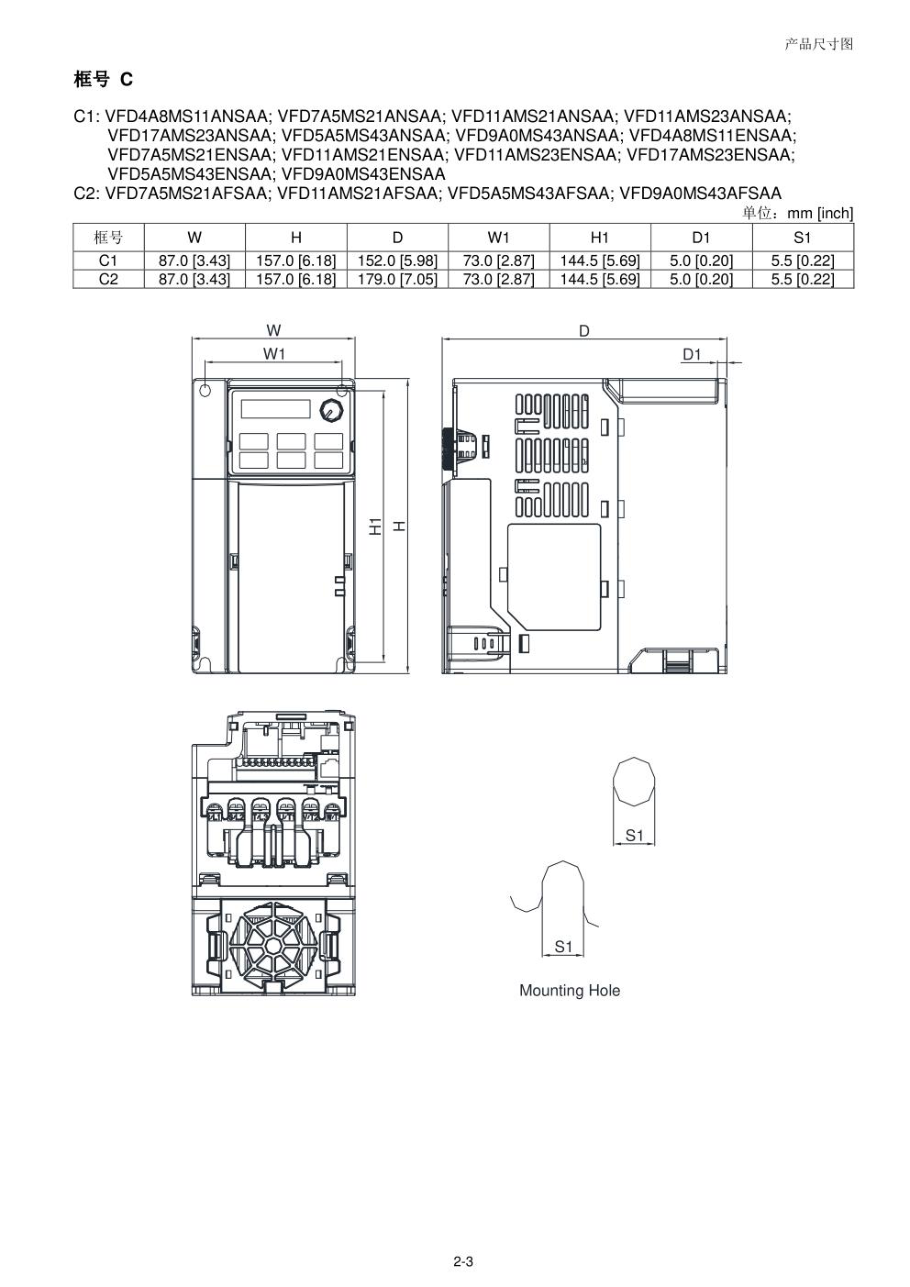 产品尺寸图
框号 C
C1: VFD4A8MS11ANSAA; VFD7A5MS21ANSAA; VFD11AMS21ANSAA; VFD11AMS23ANSAA;
VFD17AMS23ANSAA; VFD5A5MS43ANSAA; VFD9A0MS43ANSAA; VFD4A8MS11ENSAA;
VFD7A5MS21ENSAA; VFD11AMS21ENSAA; VFD11AMS23ENSAA; VFD17AMS23ENSAA;
VFD5A5MS43ENSAA; VFD9A0MS43ENSAA
C2: VFD7A5MS21AFSAA; VFD11AMS21AFSAA; VFD5A5MS43AFSAA; VFD9A0MS43AFSAA
单位：mm [inch]
框号 W H D W1 H1 D1 S1
C1 87.0 [3.43] 157.0 [6.18] 152.0 [5.98] 73.0 [2.87] 144.5 [5.69] 5.0 [0.20] 5.5 [0.22]
C2 87.0 [3.43] 157.0 [6.18] 179.0 [7.05] 73.0 [2.87] 144.5 [5.69] 5.0 [0.20] 5.5 [0.22]
W
W1
H1
H
D
D1
S1
S1
Mounting Hole
2-3